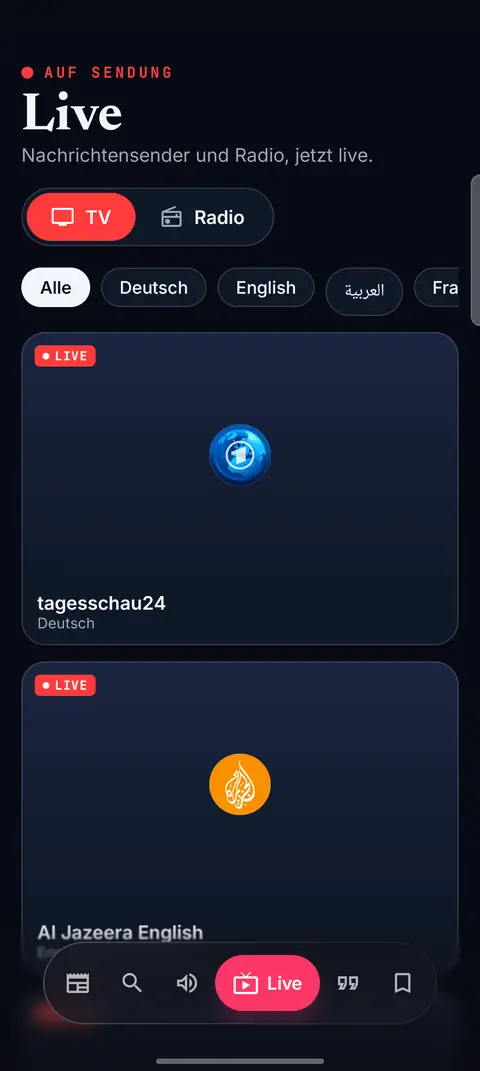 AUF SENDUNG
Live
Nachrichtensender und Radio, jetzt live.
TV
Radio
Alle
Deutsch
English
العربية
Fra
LIVE
tagesschau24
Deutsch
LIVE
Al Jazeera English
Live